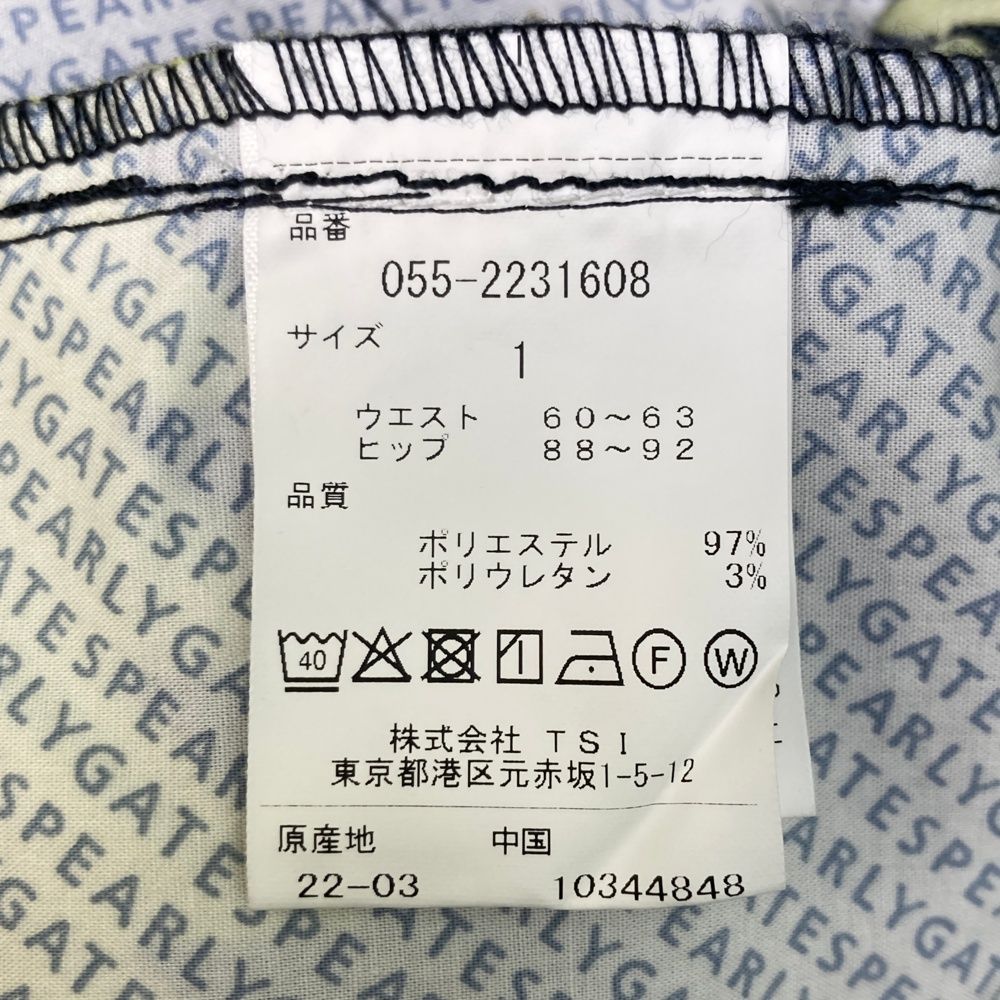 品番
055-2231608
サイズ
1
ウエスト 60～63
ヒップ 88～92
品質
ポリエステル 97%
ポリウレタン 3%
40 F W
株式会社 TSI
東京都港区元赤坂1-5-12
原産地 中国
22-03 10344848
PEARLYGATES
PEARLYGATES
PEARLYGATES